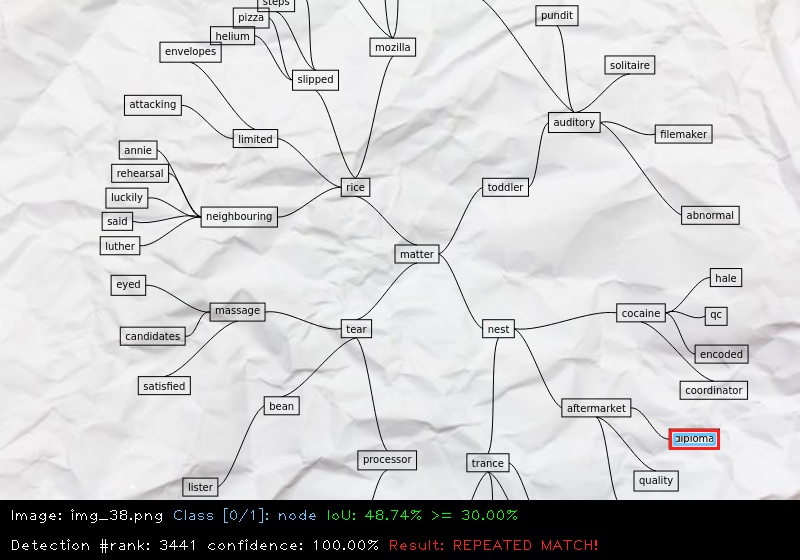 steps
pizza
pundit
helium
mozilla
envelopes
solitaire
slipped
attacking
auditory
filemaker
limited
annie
rehearsal
rice
toddler
luckily
abnormal
said
neighbouring
luther
matter
hale
eyed
massage
cocaine
qc
tear
nest
candidates
encoded
satisfied
coordinator
bean
aftermarket
diploma
processor
trance
quality
lister
Image: img_38.png Class [0/1]: node IoU: 48.74% >= 30.00%
Detection #rank: 3441 confidence: 100.00% Result: REPEATED MATCH!